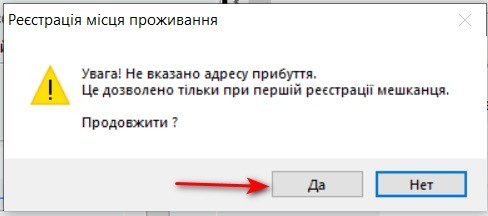 Реєстрація місця проживання
Увага! Не вказано адресу прибуття.
Це дозволено тільки при першій реєстрації мешканця.
Продовжити ?
Да
Нет